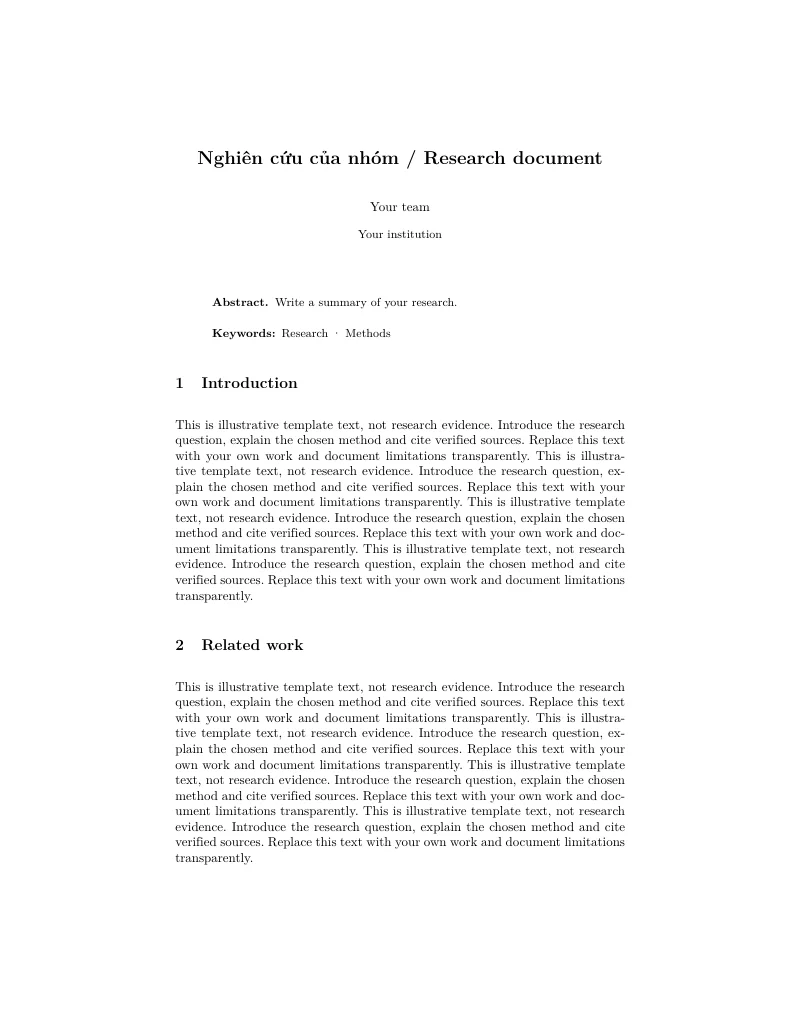 Nghiên cứu của nhóm / Research document
Your team
Your institution
Abstract. Write a summary of your research.
Keywords: Research · Methods
1 Introduction
This is illustrative template text, not research evidence. Introduce the research
question, explain the chosen method and cite verified sources. Replace this text
with your own work and document limitations transparently. This is illustra-
tive template text, not research evidence. Introduce the research question, ex-
plain the chosen method and cite verified sources. Replace this text with your
own work and document limitations transparently. This is illustrative template
text, not research evidence. Introduce the research question, explain the chosen
method and cite verified sources. Replace this text with your own work and doc-
ument limitations transparently. This is illustrative template text, not research
evidence. Introduce the research question, explain the chosen method and cite
verified sources. Replace this text with your own work and document limitations
transparently.
2 Related work
This is illustrative template text, not research evidence. Introduce the research
question, explain the chosen method and cite verified sources. Replace this text
with your own work and document limitations transparently. This is illustra-
tive template text, not research evidence. Introduce the research question, ex-
plain the chosen method and cite verified sources. Replace this text with your
own work and document limitations transparently. This is illustrative template
text, not research evidence. Introduce the research question, explain the chosen
method and cite verified sources. Replace this text with your own work and doc-
ument limitations transparently. This is illustrative template text, not research
evidence. Introduce the research question, explain the chosen method and cite
verified sources. Replace this text with your own work and document limitations
transparently.